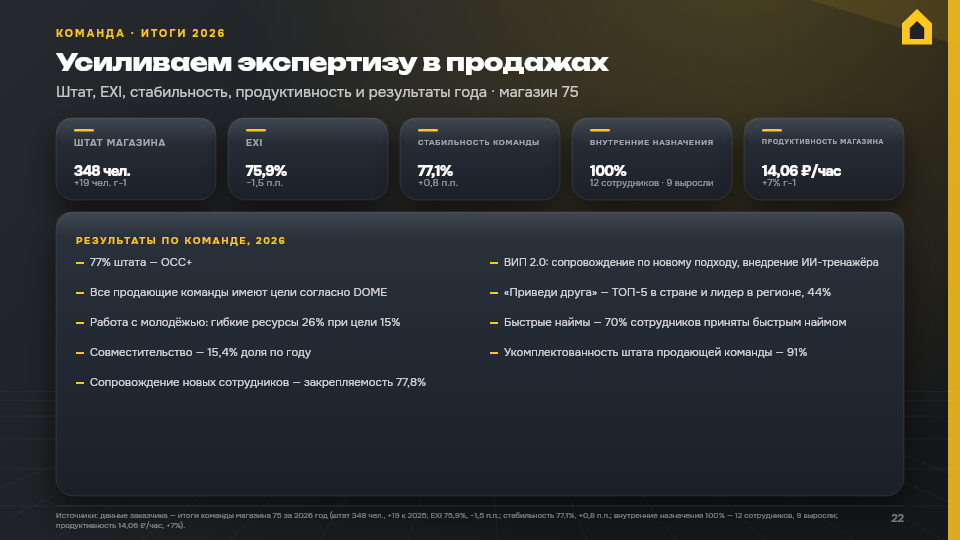 КОМАНДА · ИТОГИ 2026
Усиливаем экспертизу в продажах
Штат, EXI, стабильность, продуктивность и результаты года · магазин 75
ШТАТ МАГАЗИНА
348 чел.
+19 чел. г-1
EXI
75,9%
−1,5 п.п.
СТАБИЛЬНОСТЬ КОМАНДЫ
77,1%
+0,8 п.п.
ВНУТРЕННИЕ НАЗНАЧЕНИЯ
100%
12 сотрудников · 9 выросли
ПРОДУКТИВНОСТЬ МАГАЗИНА
14,06 ₽/час
+7% г-1
РЕЗУЛЬТАТЫ ПО КОМАНДЕ, 2026
— 77% штата — ОСС+
— Все продающие команды имеют цели согласно DOME
— Работа с молодёжью: гибкие ресурсы 26% при цели 15%
— Совместительство — 15,4% доля по году
— Сопровождение новых сотрудников — закрепляемость 77,8%
— ВИП 2.0: сопровождение по новому подходу, внедрение ИИ-тренажёра
— «Приведи друга» — ТОП-5 в стране и лидер в регионе, 44%
— Быстрые наймы — 70% сотрудников приняты быстрым наймом
— Укомплектованность штата продающей команды — 91%
Источники: данные заказчика — итоги команды магазина 75 за 2026 год (штат 348 чел., +19 к 2025; EXI 75,9%, −1,5 п.п.; стабильность 77,1%, +0,8 п.п.; внутренние назначения 100% — 12 сотрудников, 9 выросли;
продуктивность 14,06 ₽/час, +7%).
22